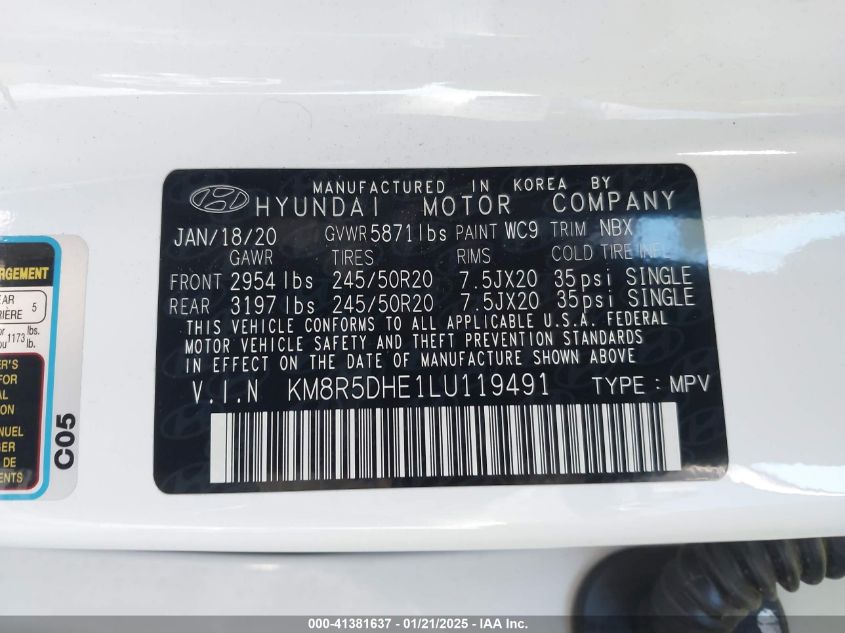 MANUFACTURED IN KOREA BY
HYUNDAI MOTOR COMPANY
JAN/18/20 GVWR 5871 lbs PAINT WC9 TRIM NBX
GAWR TIRES RIMS COLD TIRE INFL
FRONT 2954 lbs 245/50R20 7.5JX20 35psi SINGLE
REAR 3197 lbs 245/50R20 7.5JX20 35psi SINGLE
THIS VEHICLE CONFORMS TO ALL APPLICABLE U.S.A. FEDERAL
MOTOR VEHICLE SAFETY AND THEFT PREVENTION STANDARDS
IN EFFECT ON THE DATE OF MANUFACTURE SHOWN ABOVE
V.I.N KM8R5DHE1LU119491 TYPE : MPV
5
1173 lbs.
lb.
DE
C05
000-41381637 - 01/21/2025 - IAA Inc.